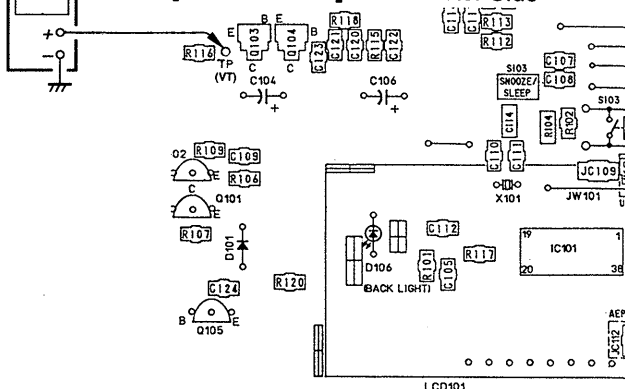 B E
R118
R113
E
Q103
Q104
B
C121
C120
R115
C122
R112
+
R116
C123
-
TP
(VT)
C
C
S103
C107
C104
C106
SNOOZE/
SLEEP
C108
+
+
C114
S103
R104
R102
R109
C109
C110
C111
E
R106
JC109
C
X101
JW101
Q101
E
R107
C112
19
1
D101
IC101
D106
R101
C105
R117
20
38
(BACK LIGHT)
C124
R120
B
E
AEP
Q105
JC112
LCD101